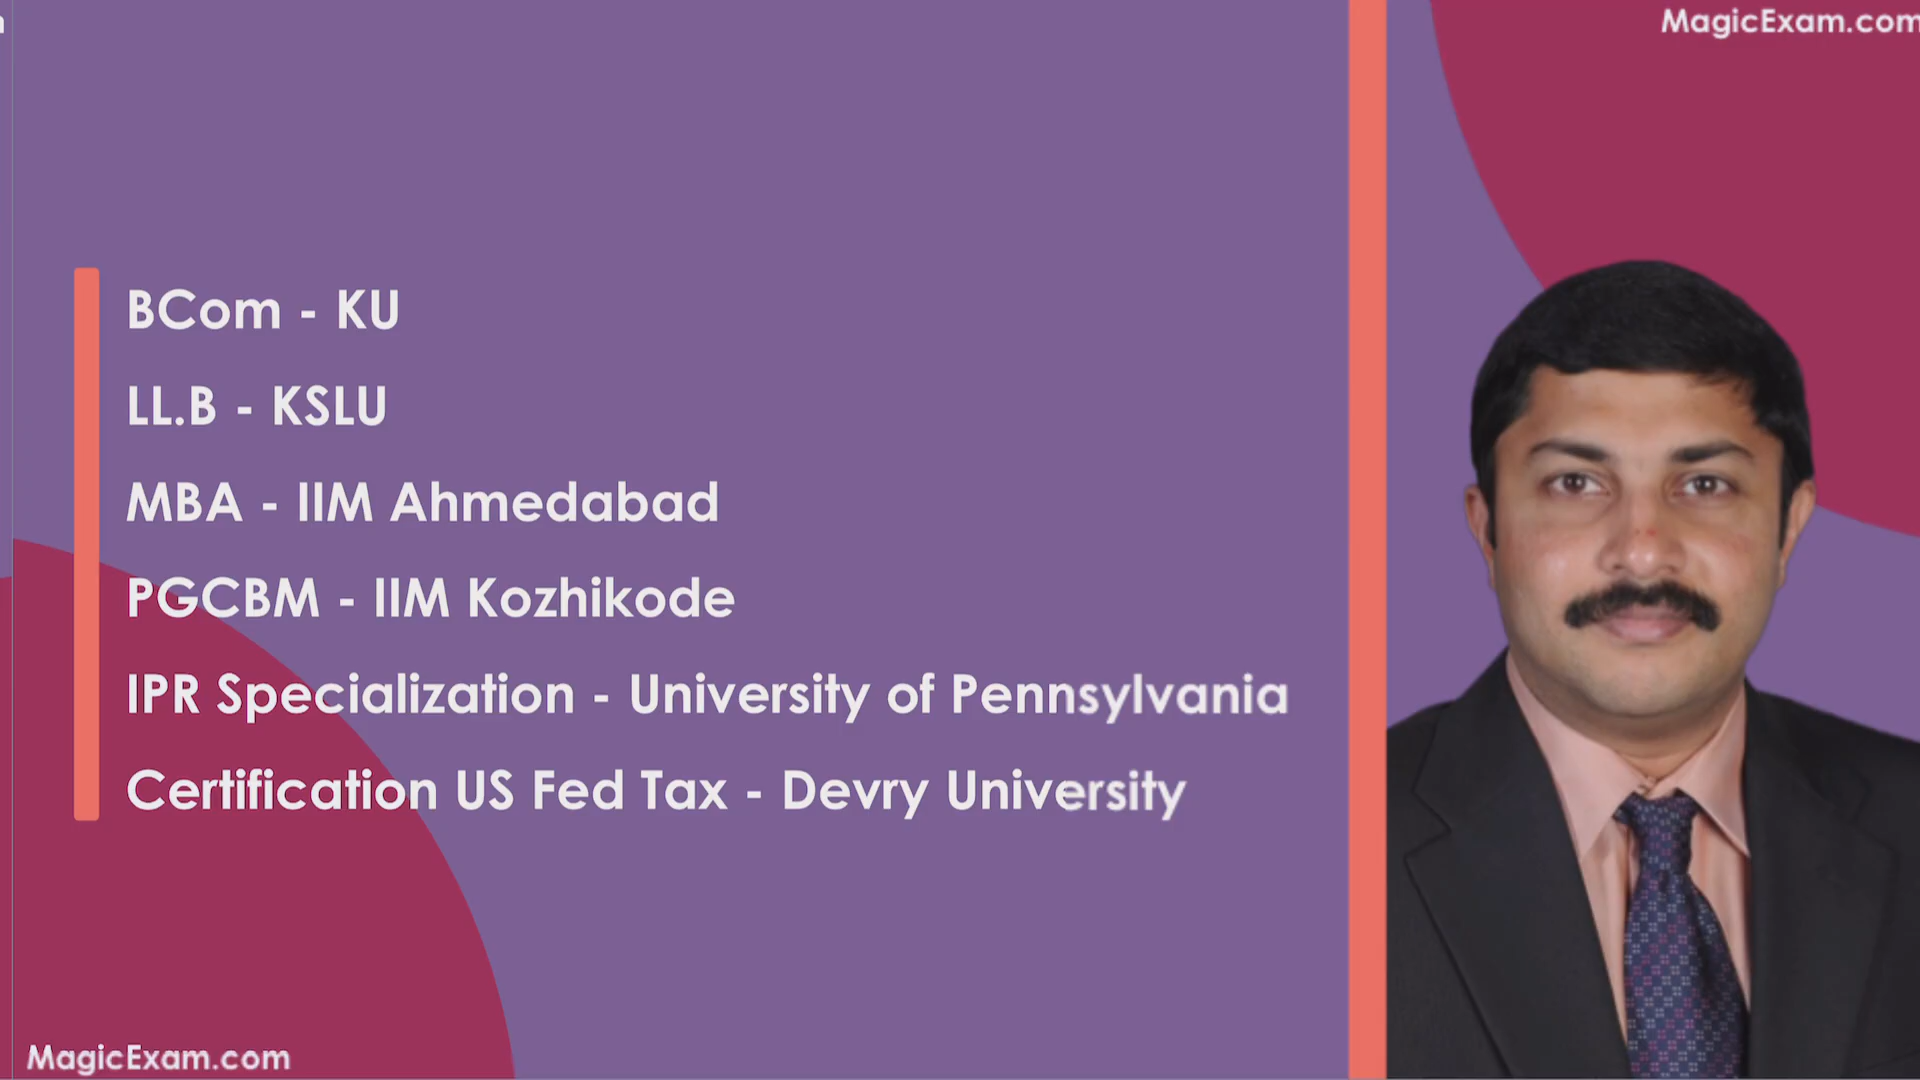 MagicExam.com
BCom - KU
LL.B - KSLU
MBA - IIM Ahmedabad
PGCBM - IIM Kozhikode
IPR Specialization - University of Pennsylvania
Certification US Fed Tax - Devry University
MagicExam.com